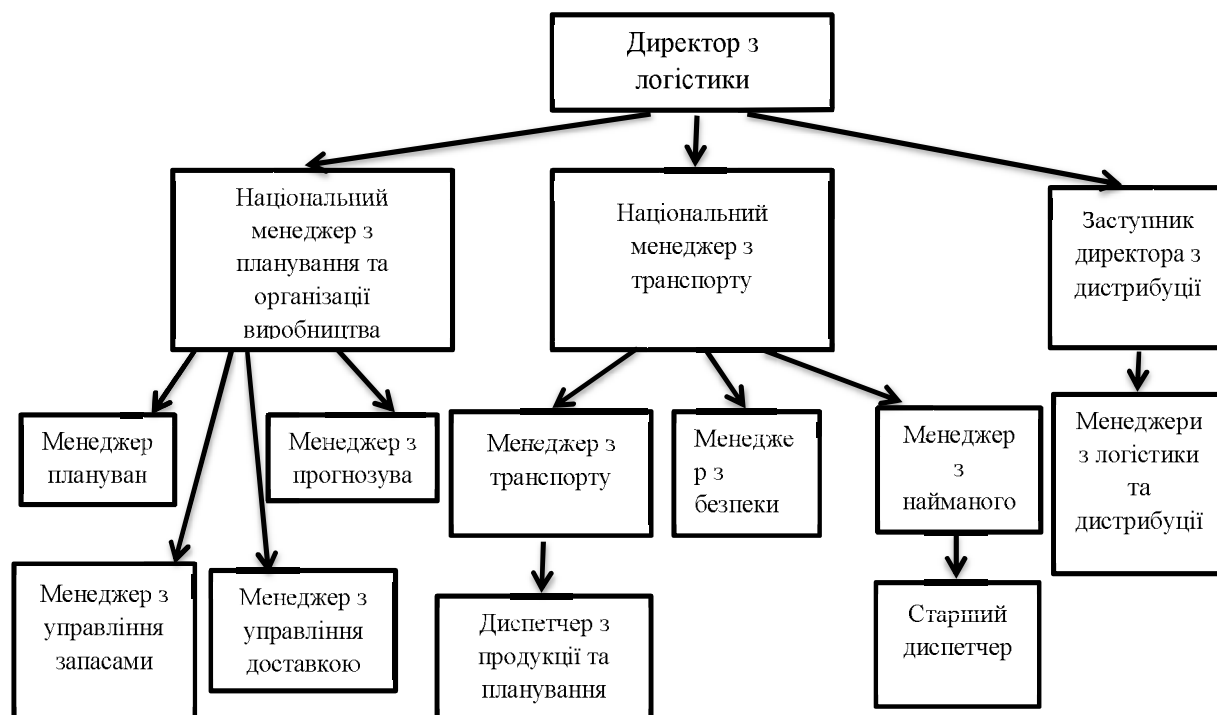 Директор з
логістики
Національний
менеджер з
планування та
організації
виробництва
Національний
менеджер з
транспорту
Заступник
директора з
дистрибуції
Менеджер
плануван
Менеджер з
прогнозува
Менеджер з
транспорту
Менедже
р з
безпеки
Менеджер
з
найманого
Менеджери
з логістики
та
дистрибуції
Менеджер з
управління
запасами
Менеджер з
управління
доставкою
Диспетчер з
продукції та
планування
Старший
диспетчер